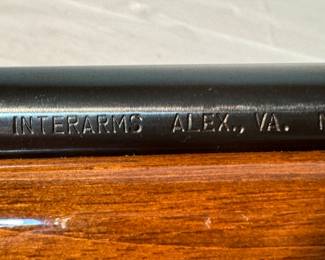 INTERARMS ALEX., VA.